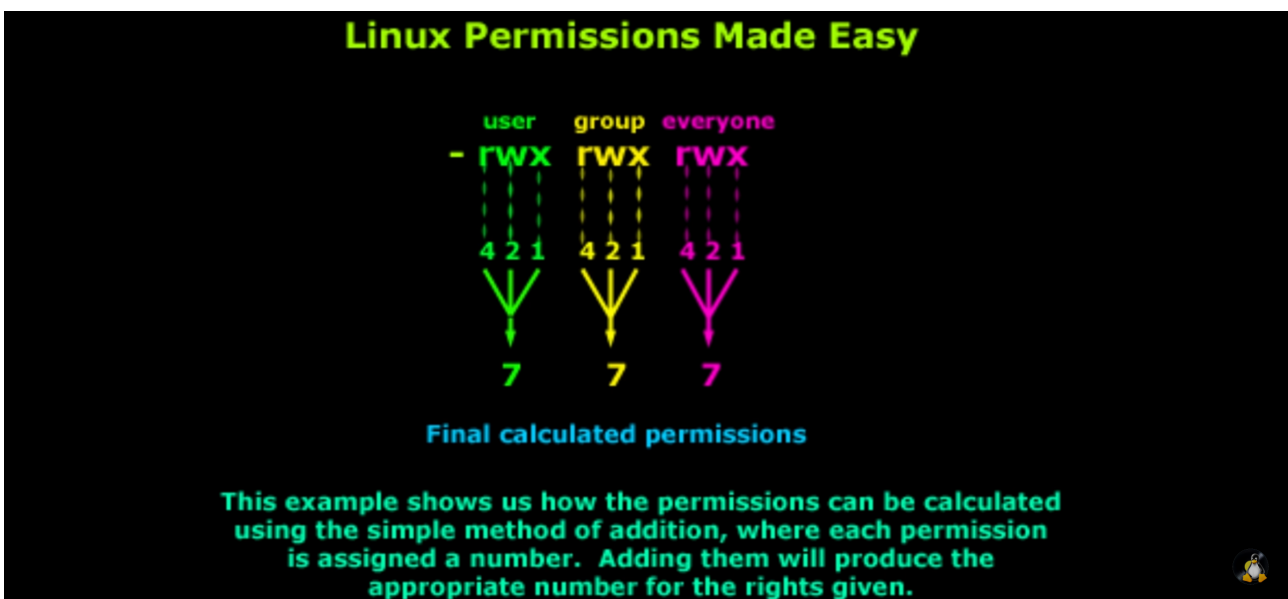 Linux Permissions Made Easy
user group everyone
- rwx rwx rwx
4 2 1 4 2 1 4 2 1
7 7 7
Final calculated permissions
This example shows us how the permissions can be calculated
using the simple method of addition, where each permission
is assigned a number. Adding them will produce the
appropriate number for the rights given.